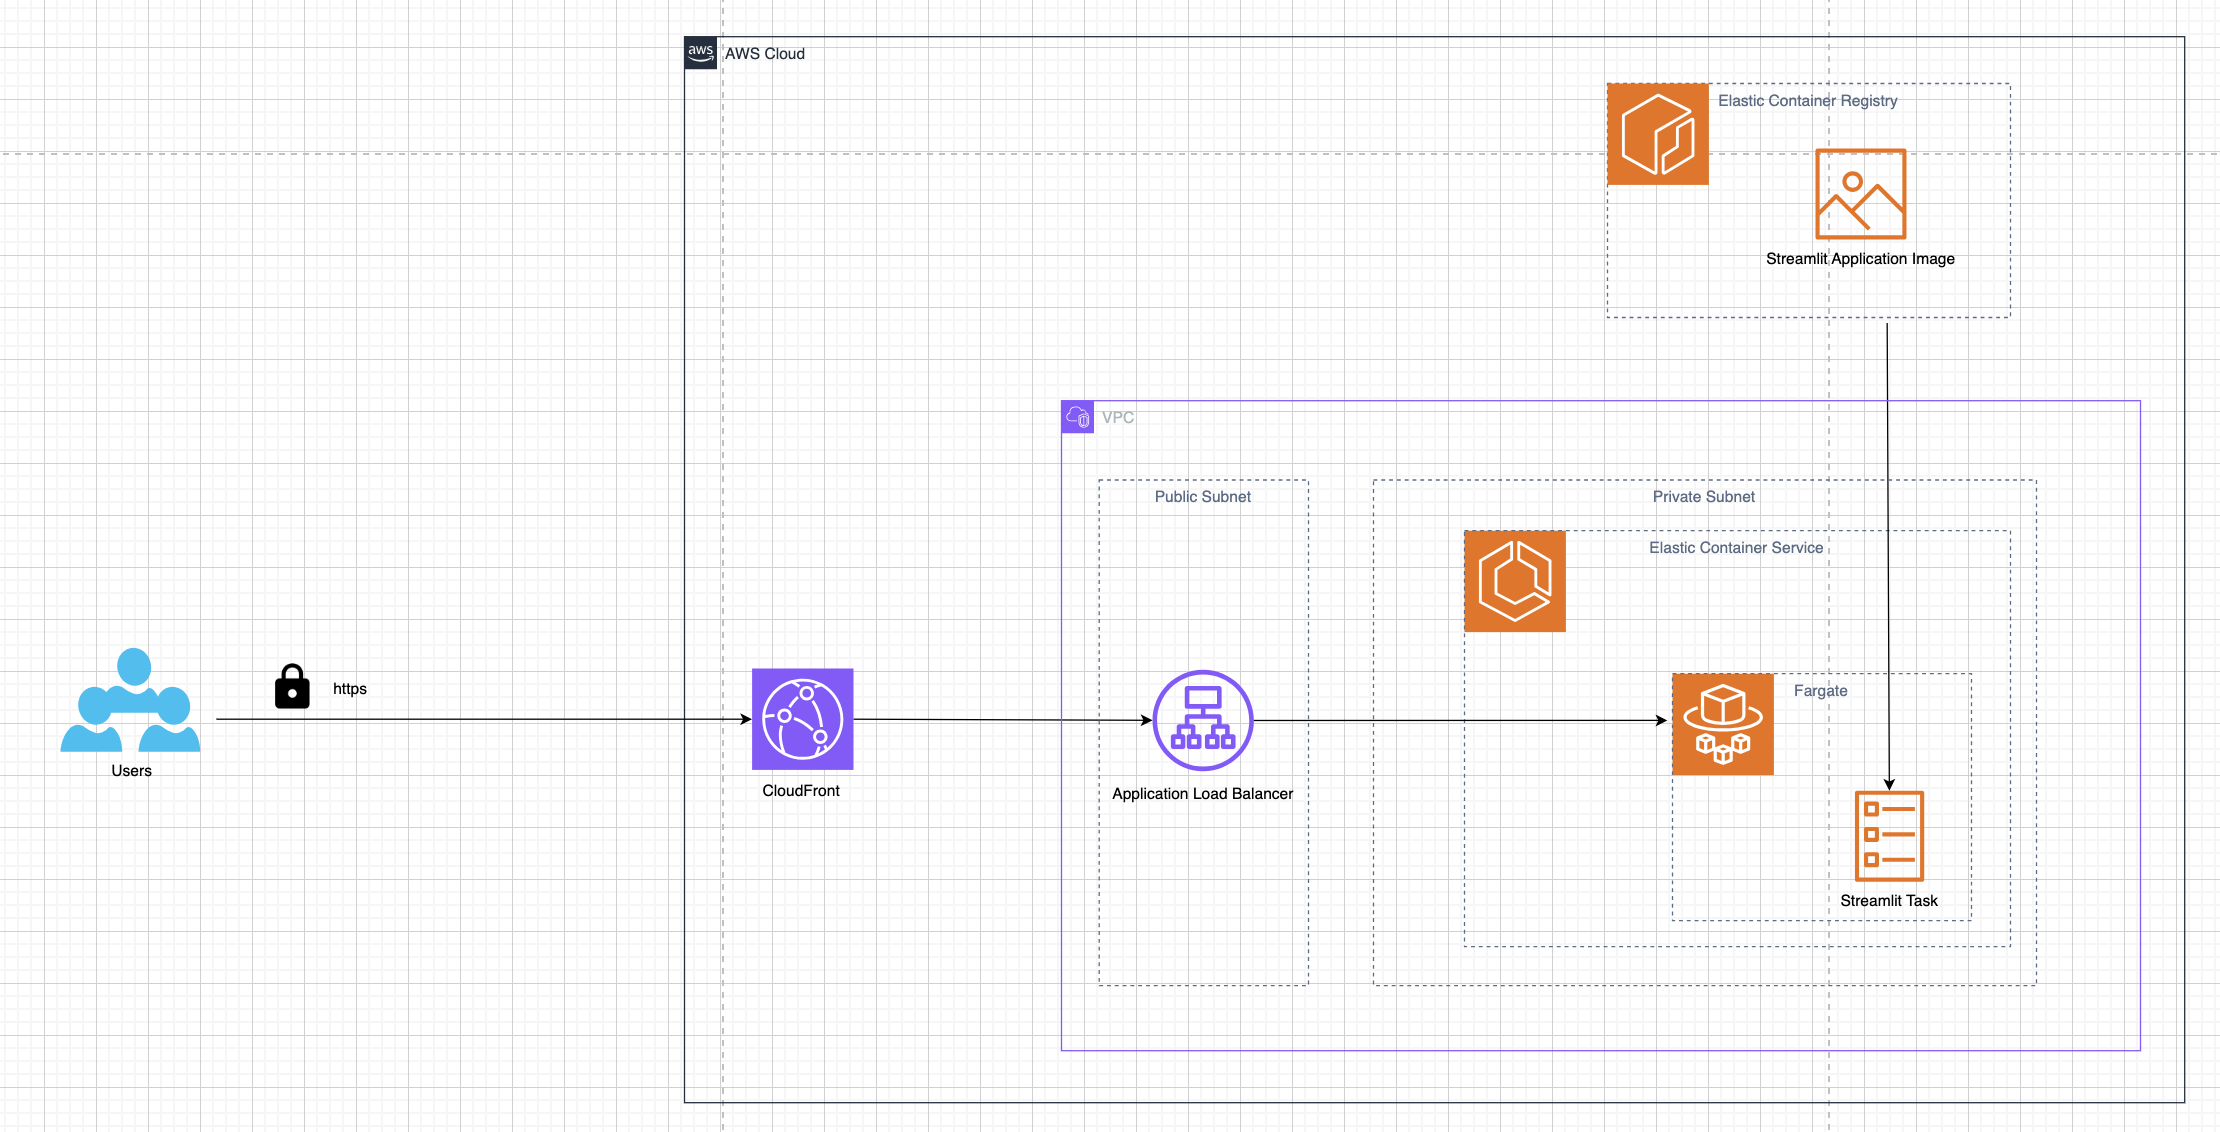 aws
AWS Cloud
Elastic Container Registry
Streamlit Application Image
VPC
Public Subnet
Private Subnet
Elastic Container Service
https
Fargate
Users
CloudFront
Application Load Balancer
Streamlit Task